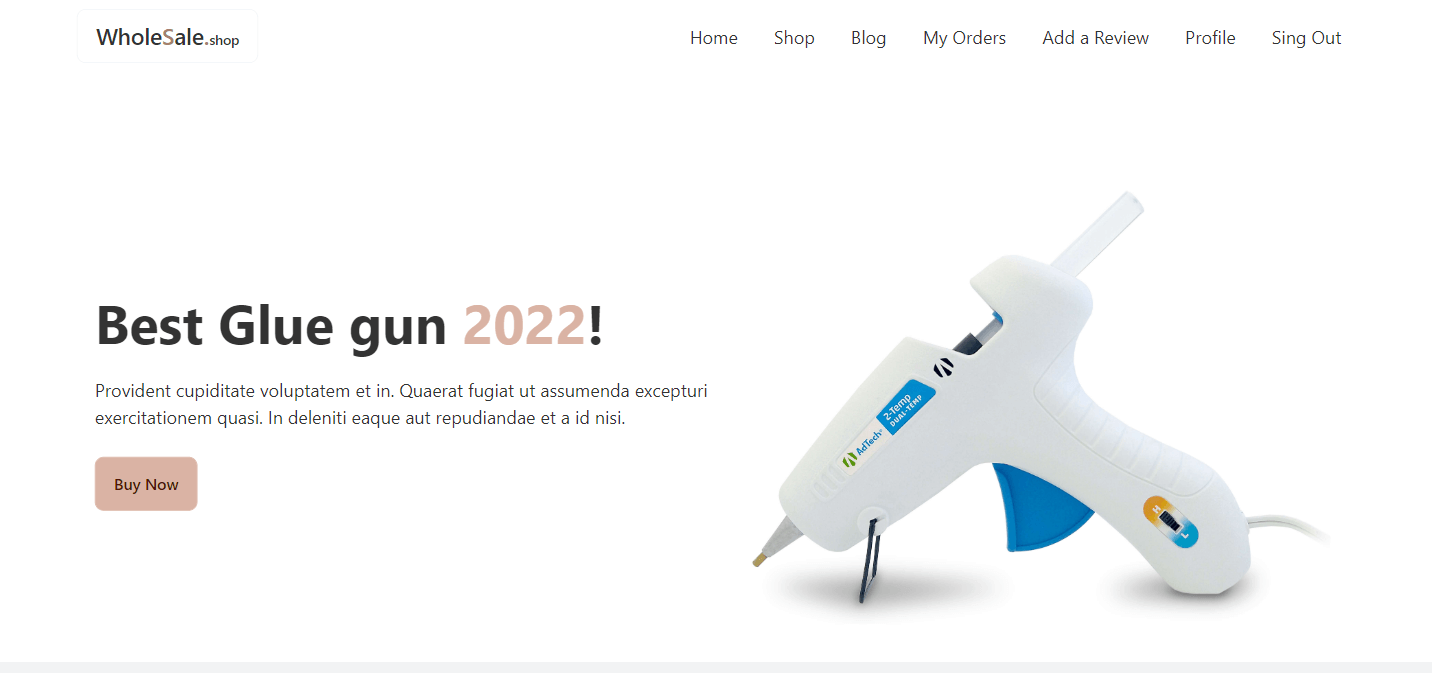 WholeSale.shop
Home Shop Blog My Orders Add a Review Profile Sing Out
Best Glue gun 2022!
Provident cupiditate voluptatem et in. Quaerat fugiat ut assumenda excepturi
exercitationem quasi. In deleniti eaque aut repudiandae et a id nisi.
Buy Now
2-Temp
DUAL-TEMP
AdTech®
H
L